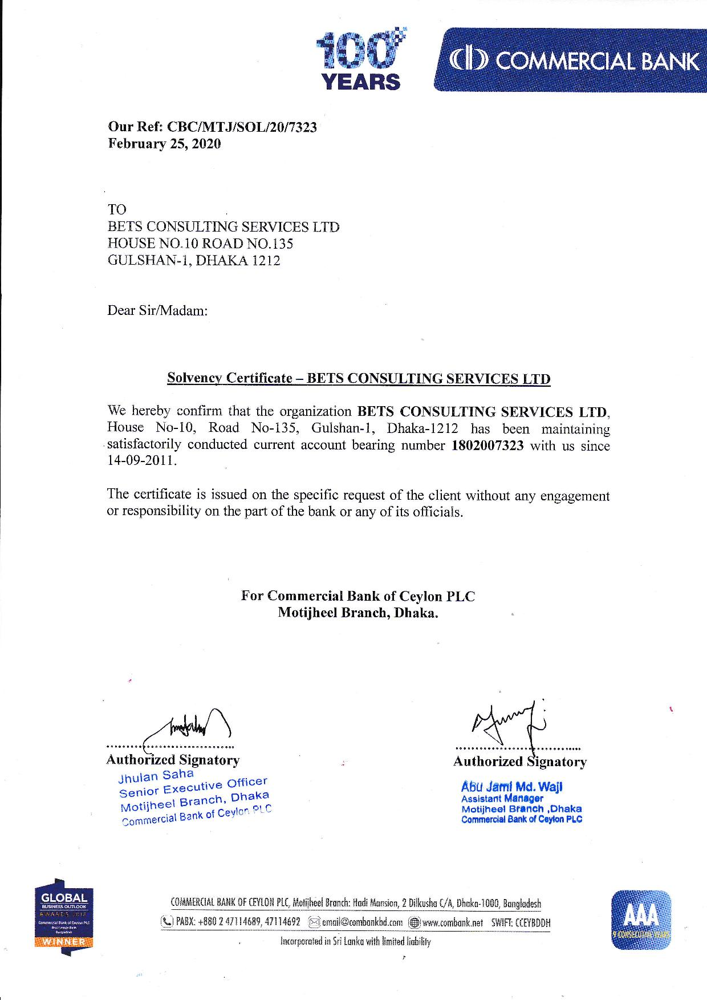 100
YEARS
COMMERCIAL BANK
Our Ref: CBC/MTJ/SOL/20/7323
February 25, 2020
TO
BETS CONSULTING SERVICES LTD
HOUSE NO.10 ROAD NO.135
GULSHAN-1, DHAKA 1212
Dear Sir/Madam:
Solvency Certificate – BETS CONSULTING SERVICES LTD
We hereby confirm that the organization BETS CONSULTING SERVICES LTD,
House No-10, Road No-135, Gulshan-1, Dhaka-1212 has been maintaining
satisfactorily conducted current account bearing number 1802007323 with us since
14-09-2011.
The certificate is issued on the specific request of the client without any engagement
or responsibility on the part of the bank or any of its officials.
For Commercial Bank of Ceylon PLC
Motijheel Branch, Dhaka.
Authorized Signatory
Jhulan Saha
Senior Executive Officer
Motijheel Branch, Dhaka
Commercial Bank of Ceylon PLC
Authorized Signatory
Abu Jami Md. Waji
Assistant Manager
Motijheel Branch ,Dhaka
Commercial Bank of Ceylon PLC
GLOBAL
BUSINESS OUTLOOK
AWARDS 2018
Commercial Bank of Ceylon PLC
Best Foreign Bank
Bangladesh
WINNER
COMMERCIAL BANK OF CEYLON PLC, Motijheel Branch: Hadi Mansion, 2 Dilkusha C/A, Dhaka-1000, Bangladesh
PABX: +880 2 47114689, 47114692 email@combankbd.com www.combank.net SWIFT: CCEYBDDH
Incorporated in Sri Lanka with limited liability
AAA
9 CONSECUTIVE YEARS